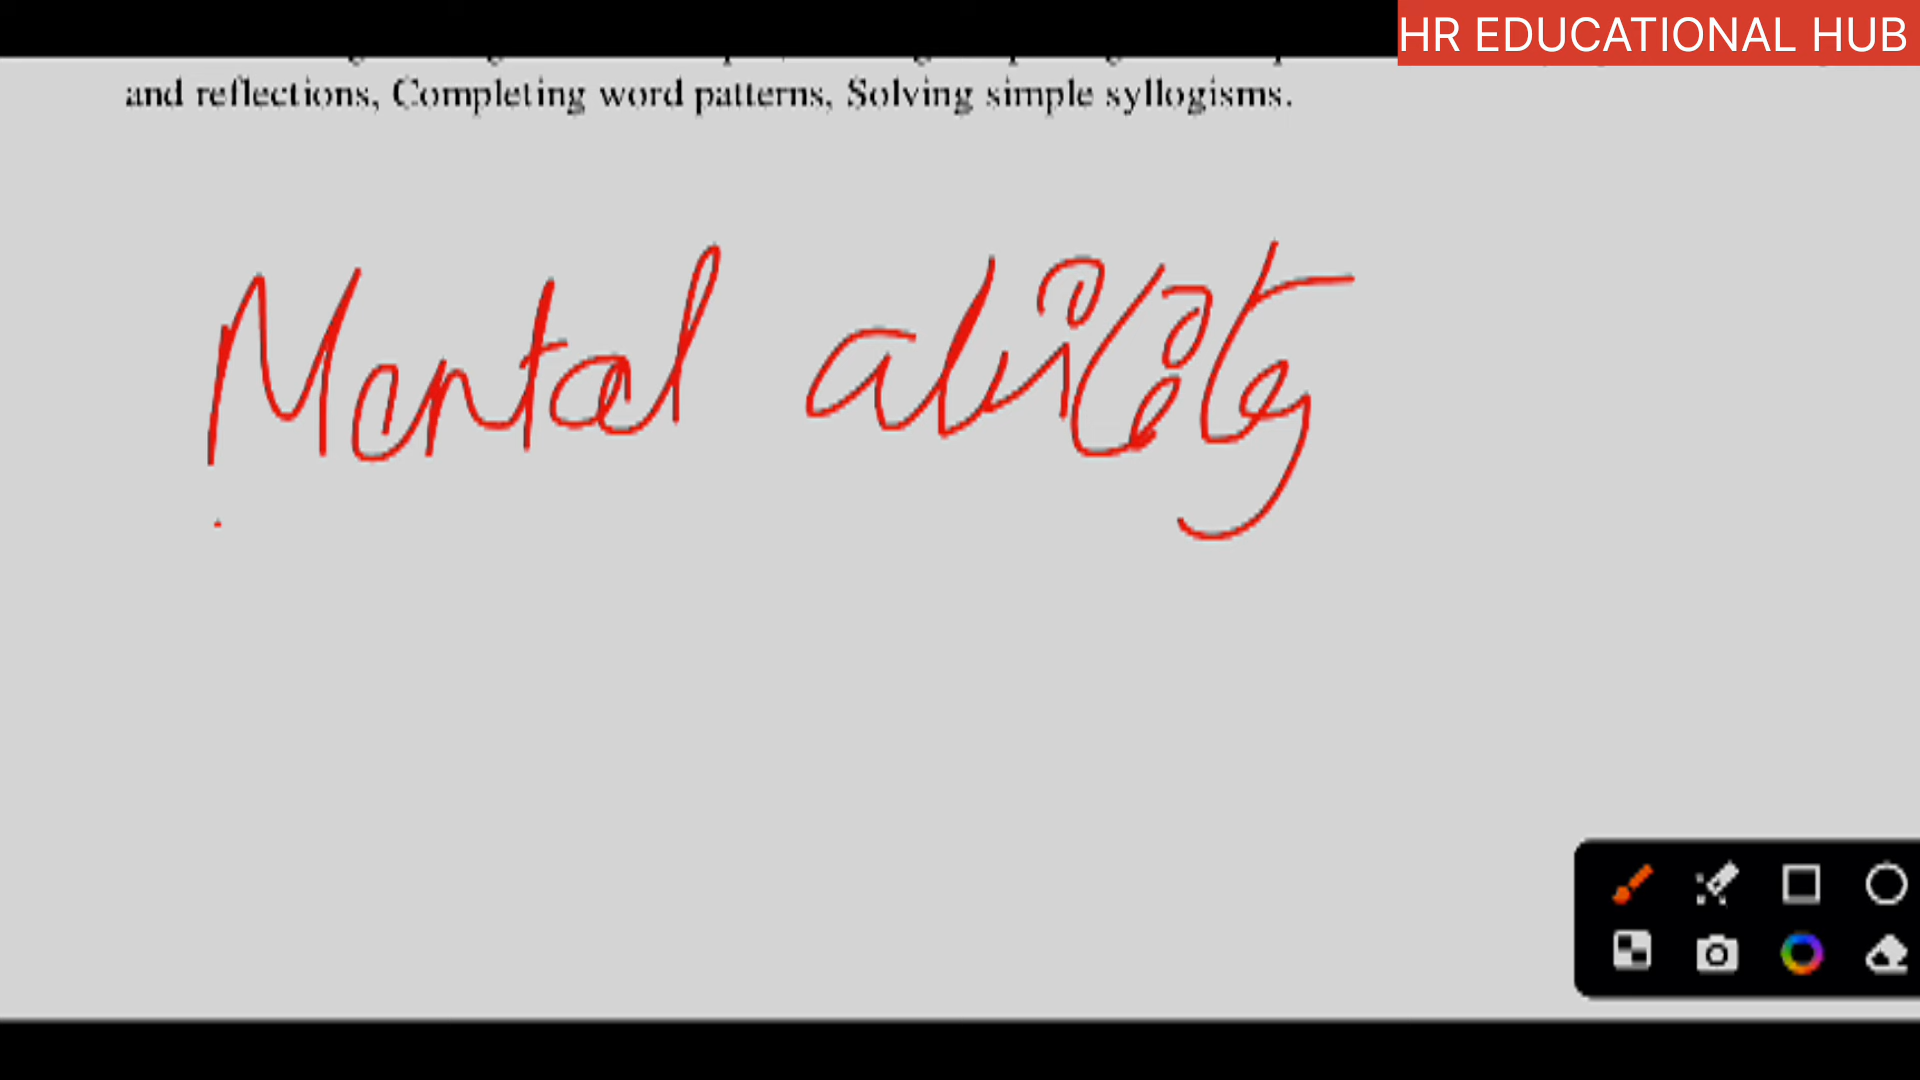 HR EDUCATIONAL HUB
and reflections, Completing word patterns, Solving simple syllogisms.
Mental ability